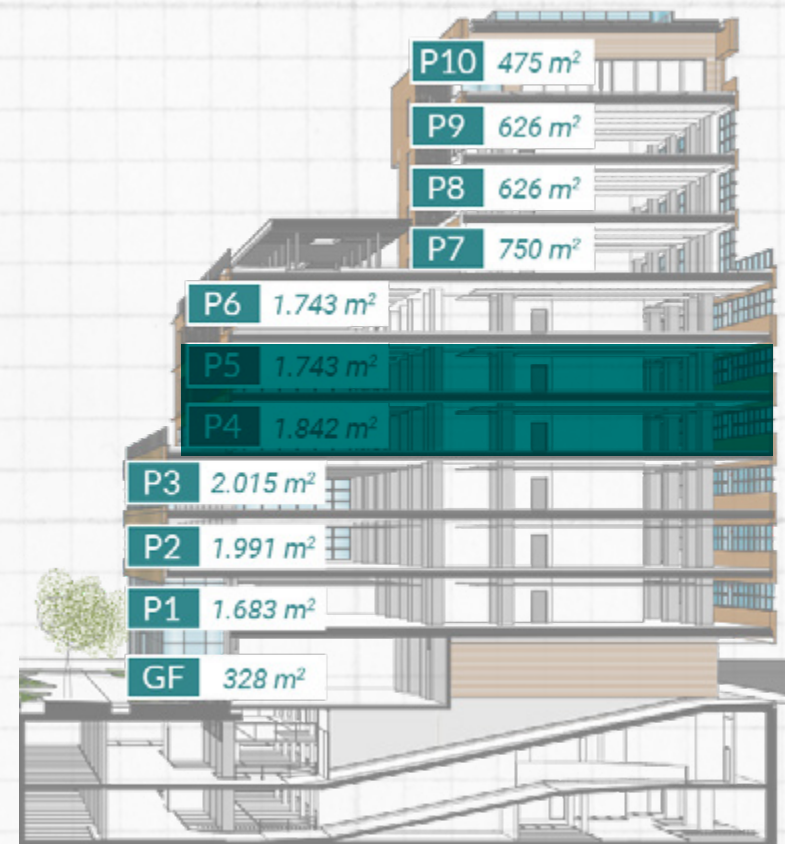 P10 475 m²
P9 626 m²
P8 626 m²
P7 750 m²
P6 1.743 m²
P5 1.743 m²
P4 1.842 m²
P3 2.015 m²
P2 1.991 m²
P1 1.683 m²
GF 328 m²